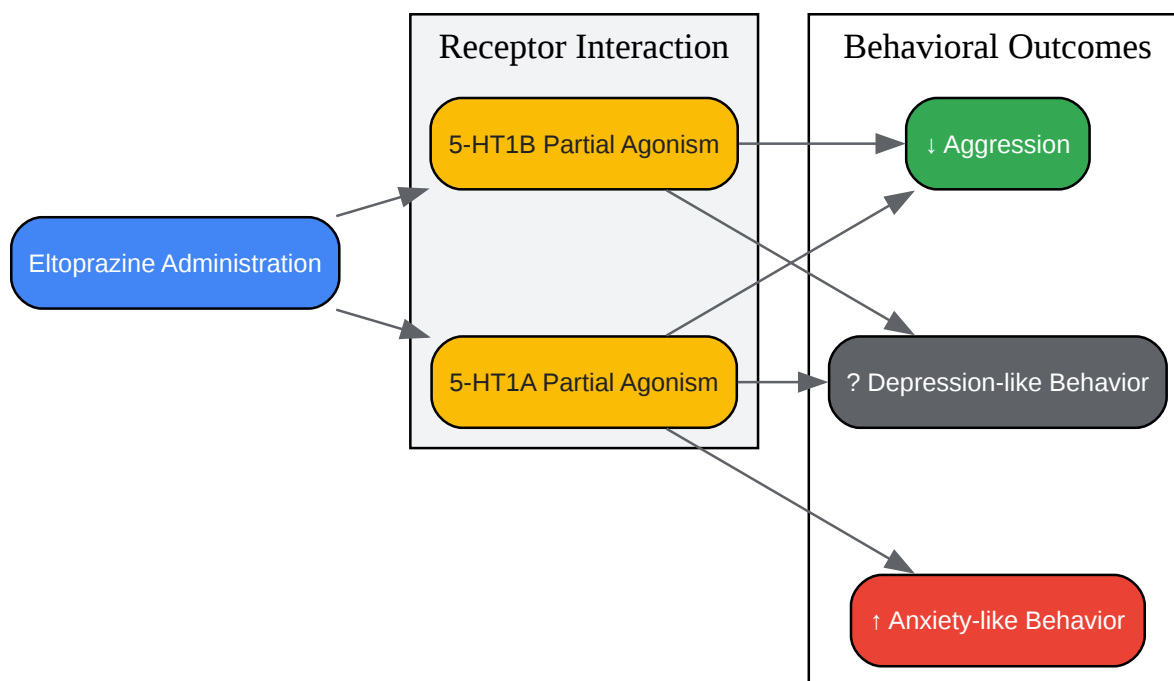 Receptor Interaction
Behavioral Outcomes
5-HT1B Partial Agonism
↓ Aggression
Eltoprazine Administration
5-HT1A Partial Agonism
? Depression-like Behavior
↑ Anxiety-like Behavior